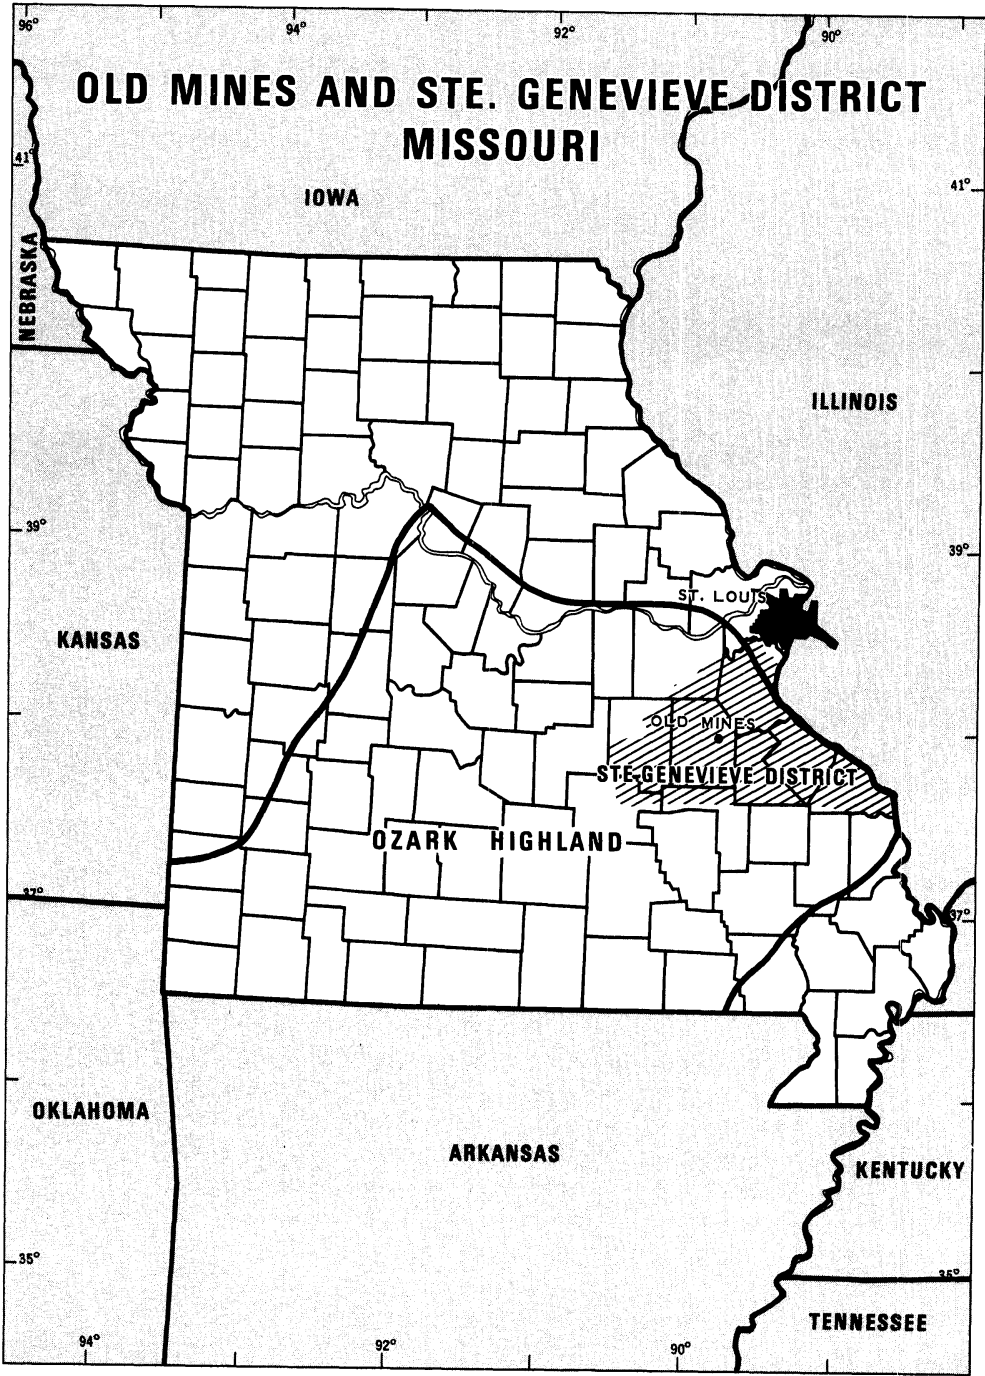 96° 94° 92° 90°
OLD MINES AND STE. GENEVIEVE DISTRICT
MISSOURI
41°
41°
IOWA
NEBRASKA
ILLINOIS
39°
39°
ST. LOUIS
KANSAS
OLD MINES
STE. GENEVIEVE DISTRICT
OZARK HIGHLAND
37°
37°
OKLAHOMA
ARKANSAS
KENTUCKY
35°
35°
TENNESSEE
94° 92° 90°